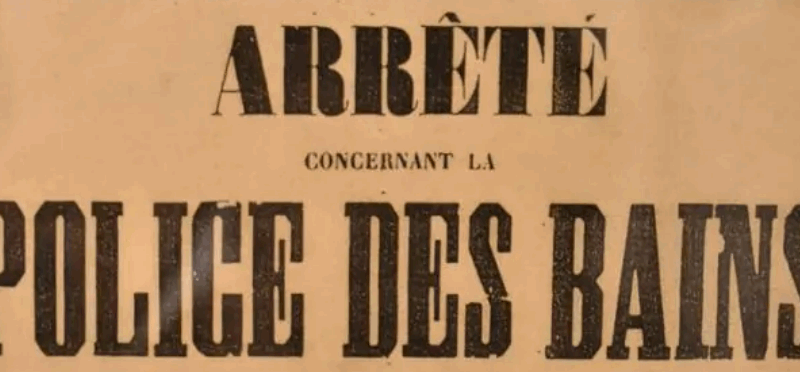 ARRÊTÉ
CONCERNANT LA
POLICE DES BAINS